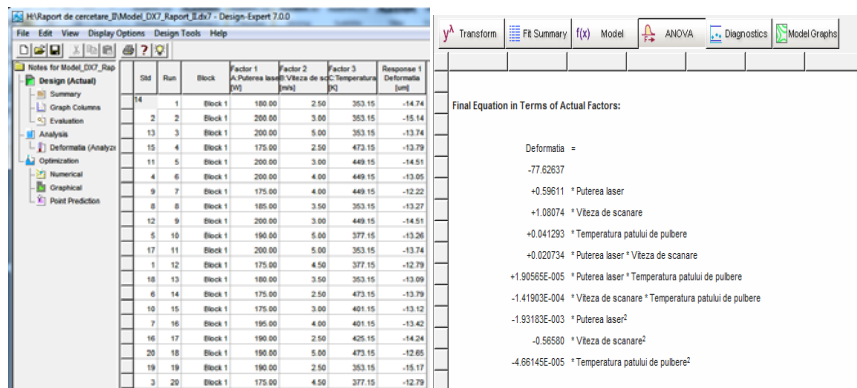 H:\Raport de cercetare_II\Model_DX7_Raport_II.dx7 - Design-Expert 7.0.0
File Edit View Display Options Design Tools Help
Notes for Model_DX7_Rap
Design (Actual)
Summary
Graph Columns
Evaluation
Analysis
Deformatia (Analyze
Optimization
Numerical
Graphical
Point Prediction
Std Run Block Factor 1 Factor 2 Factor 3 Response 1
A:Puterea lase B:Viteza de sc C:Temperatura Deformatia
[W] [m/s] [K] [um]
14 1 Block 1 180.00 2.50 353.15 -14.74
2 2 Block 1 200.00 3.00 353.15 -15.14
13 3 Block 1 200.00 5.00 353.15 -13.74
15 4 Block 1 175.00 2.50 473.15 -13.79
11 5 Block 1 200.00 3.00 449.15 -14.51
4 6 Block 1 200.00 4.00 449.15 -13.05
9 7 Block 1 175.00 4.00 449.15 -12.22
8 8 Block 1 185.00 3.50 353.15 -13.27
12 9 Block 1 200.00 3.00 449.15 -14.51
5 10 Block 1 190.00 5.00 377.15 -13.26
17 11 Block 1 200.00 5.00 353.15 -13.74
1 12 Block 1 175.00 4.50 377.15 -12.79
18 13 Block 1 180.00 3.50 353.15 -13.09
6 14 Block 1 175.00 2.50 473.15 -13.79
10 15 Block 1 175.00 3.00 401.15 -13.12
7 16 Block 1 195.00 4.00 401.15 -13.42
16 17 Block 1 190.00 2.50 425.15 -14.24
20 18 Block 1 190.00 5.00 473.15 -12.65
19 19 Block 1 190.00 2.50 353.15 -15.17
3 20 Block 1 175.00 4.50 377.15 -12.79
yλ Transform Fit Summary f(x) Model ANOVA Diagnostics Model Graphs
Final Equation in Terms of Actual Factors:
Deformatia =
-77.62637
+0.59611 * Puterea laser
+1.08074 * Viteza de scanare
+0.041293 * Temperatura patului de pulbere
+0.020734 * Puterea laser * Viteza de scanare
+1.90565E-005 * Puterea laser * Temperatura patului de pulbere
-1.41903E-004 * Viteza de scanare * Temperatura patului de pulbere
-1.93183E-003 * Puterea laser²
-0.56580 * Viteza de scanare²
-4.66145E-005 * Temperatura patului de pulbere²